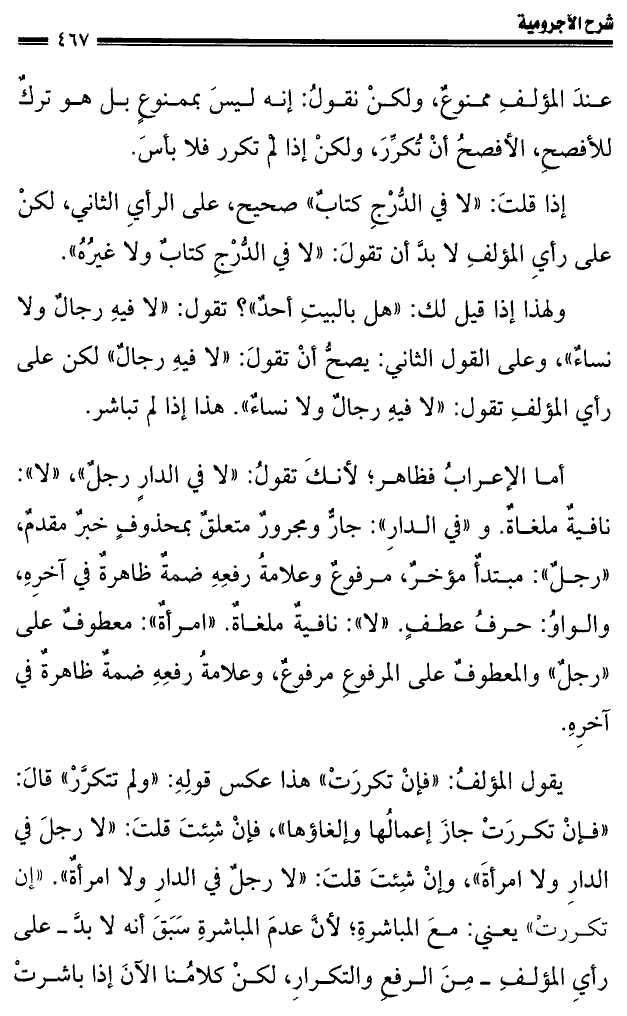 شرح الآجرومية
٤٦٧
عندَ المؤلفِ ممنوعٌ، ولكنْ نقولُ: إنه ليسَ بممنوعٍ بل هو تركٌ
للأفصحِ، الأفصحُ أنْ تُكرِّرَ، ولكنْ إذا لمْ تكرر فلا بأسَ.
إذا قلتَ: «لا في الدُّرْجِ كتابٌ» صحيح، على الرأيِ الثاني، لكنْ
على رأيِ المؤلفِ لا بدَّ أن تقولَ: «لا في الدُّرْجِ كتابٌ ولا غيرُهُ».
ولهذا إذا قيل لك: «هل بالبيتِ أحدٌ»؟ تقول: «لا فيهِ رجالٌ ولا
نساءٌ»، وعلى القول الثاني: يصحُّ أنْ تقولَ: «لا فيهِ رجالٌ» لكن على
رأي المؤلفِ تقول: «لا فيهِ رجالٌ ولا نساءٌ». هذا إذا لم تباشر.
أما الإعرابُ فظاهر؛ لأنكَ تقولُ: «لا في الدارِ رجلٌ»، «لا»:
نافيةٌ ملغاةٌ. و «في الدارِ»: جارٌّ ومجرورٌ متعلقٌ بمحذوفٍ خبرٌ مقدمٌ،
«رجلٌ»: مبتدأٌ مؤخرٌ، مرفوعٌ وعلامةُ رفعِهِ ضمةٌ ظاهرةٌ في آخرِهِ،
والواوُ: حرفُ عطفٍ. «لا»: نافيةٌ ملغاةٌ. «امرأةٌ»: معطوفٌ على
«رجلٌ» والمعطوفُ على المرفوعِ مرفوعٌ، وعلامةُ رفعِهِ ضمةٌ ظاهرةٌ في
آخرِهِ.
يقول المؤلفُ: «فإنْ تكررَتْ» هذا عكس قولِهِ: «ولم تتكرَّرْ» قالَ:
«فإنْ تكررَتْ جازَ إعمالُها وإلغاؤها»، فإنْ شِئتَ قلتَ: «لا رجلَ في
الدارِ ولا امرأةَ»، وإنْ شِئتَ قلتَ: «لا رجلٌ في الدارِ ولا امرأةٌ». «إن
تكررتْ» يعني: معَ المباشرةِ؛ لأنَّ عدمَ المباشرةِ سَبَقَ أنه لا بدَّ ـ على
رأي المؤلفِ ـ مِنَ الرفعِ والتكرارِ، لكنْ كلامُنا الآنَ إذا باشرتْ